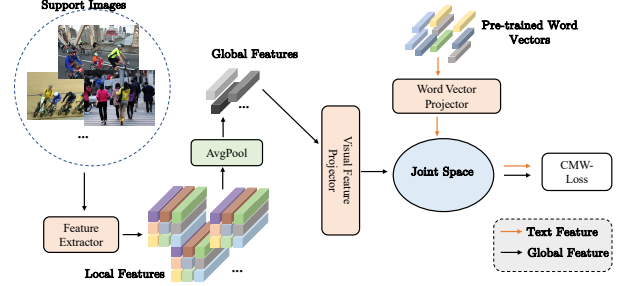 Support Images
...
Feature
Extractor
Local Features
...
AvgPool
Global Features
...
Visual Feature
Projector
Pre-trained Word
Vectors
Word Vector
Projector
Joint Space
CMW-
Loss
Text Feature
Global Feature